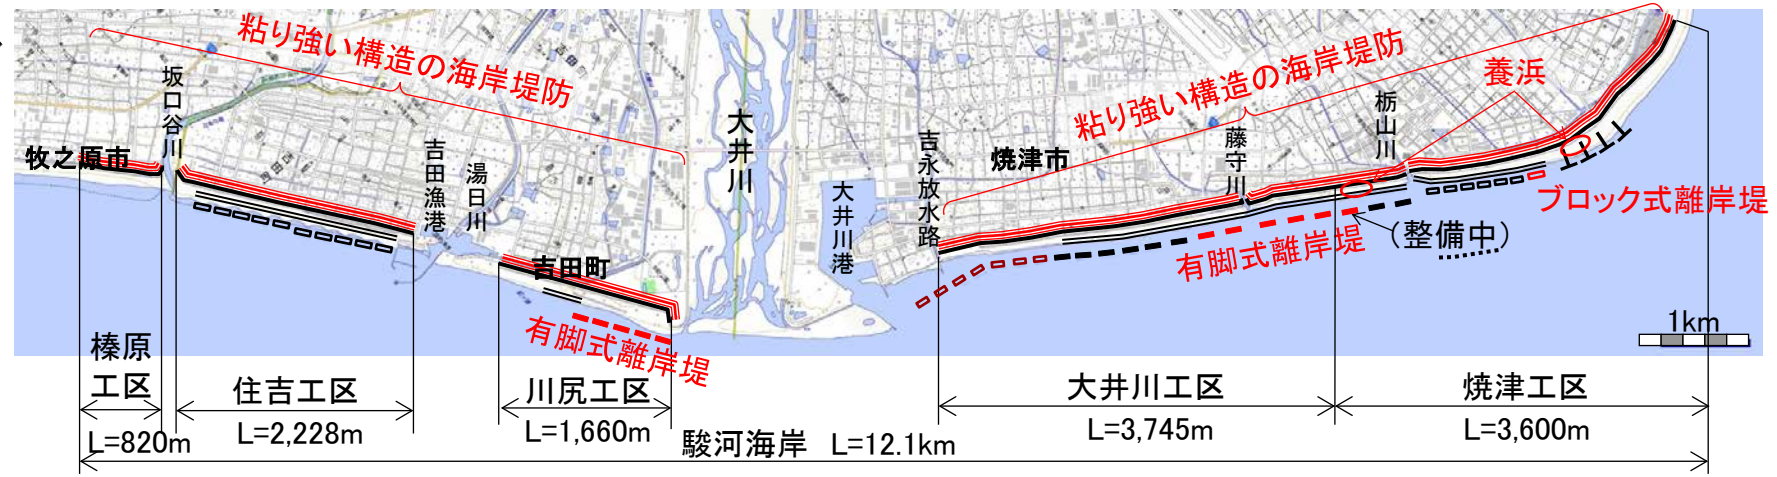 粘り強い構造の海岸堤防
坂口谷川
牧之原市
吉田漁港
湯日川
吉田町
有脚式離岸堤
大井川
大井川港
吉永放水路
焼津市
粘り強い構造の海岸堤防
藤守川
栃山川
養浜
ブロック式離岸堤
有脚式離岸堤
(整備中)
1km
榛原
工区
L=820m
住吉工区
L=2,228m
川尻工区
L=1,660m
大井川工区
L=3,745m
焼津工区
L=3,600m
駿河海岸 L=12.1km